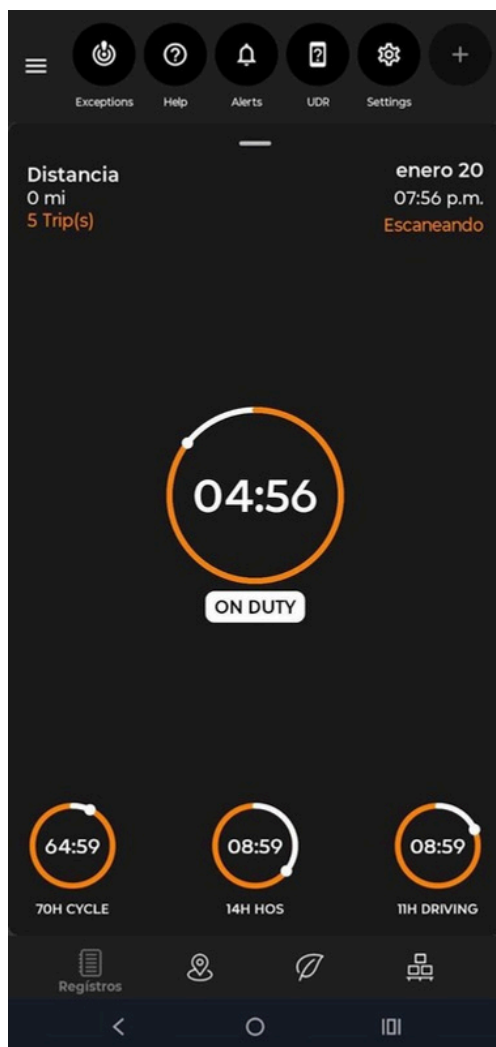 Exceptions Help Alerts UDR Settings
Distancia
0 mi
5 Trip(s)
enero 20
07:56 p.m.
Escaneando
04:56
ON DUTY
64:59
70H CYCLE
08:59
14H HOS
08:59
11H DRIVING
Regístros